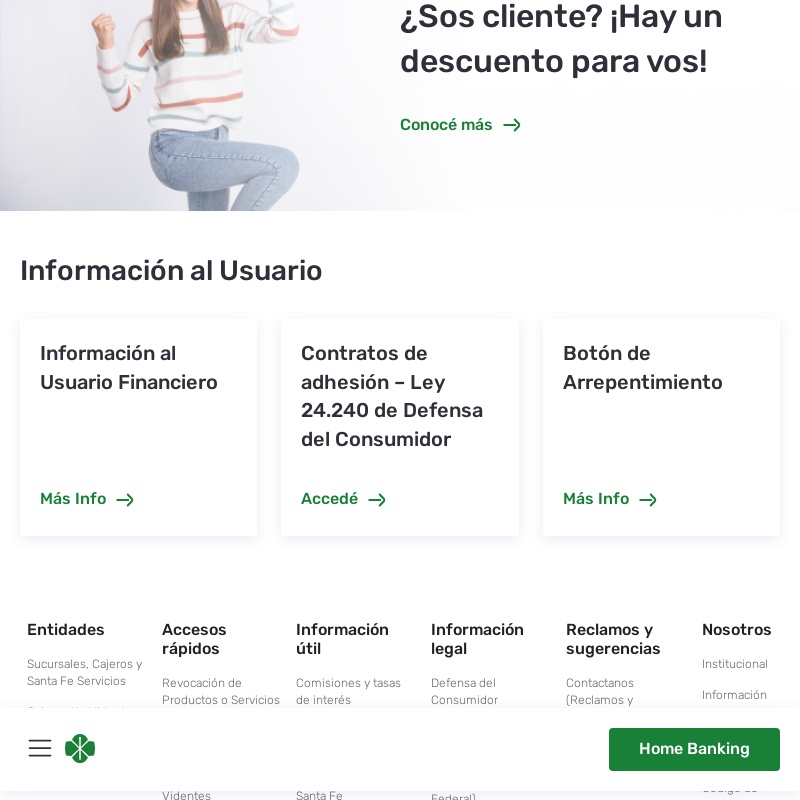 ¿Sos cliente? ¡Hay un
descuento para vos!
Conocé más
Información al Usuario
Información al
Usuario Financiero
Más Info
Contratos de
adhesión – Ley
24.240 de Defensa
del Consumidor
Accedé
Botón de
Arrepentimiento
Más Info
Entidades
Sucursales, Cajeros y
Santa Fe Servicios
Accesos
rápidos
Revocación de
Productos o Servicios
Videntes
Información
útil
Comisiones y tasas
de interés
Santa Fe
Información
legal
Defensa del
Consumidor
Federal)
Reclamos y
sugerencias
Contactanos
(Reclamos y
Nosotros
Institucional
Información
Home Banking